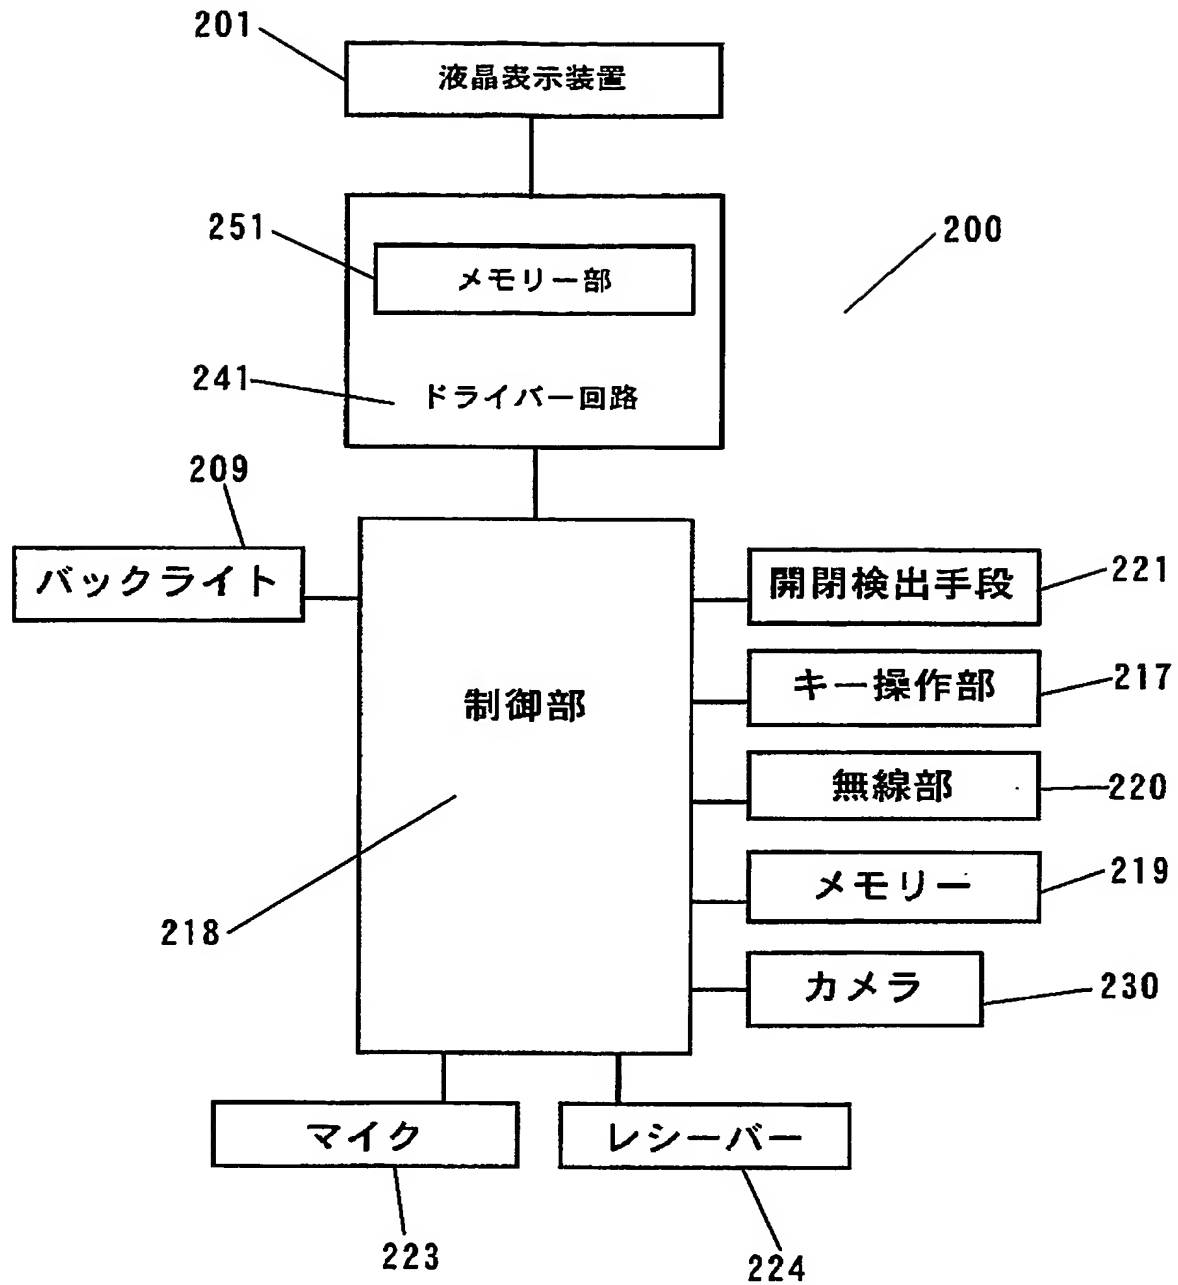 201
液晶表示装置
251
メモリー部
200
241
ドライバー回路
209
バックライト
開閉検出手段
221
制御部
キー操作部
217
無線部
220
メモリー
219
218
カメラ
230
マイク
レシーバー
223
224